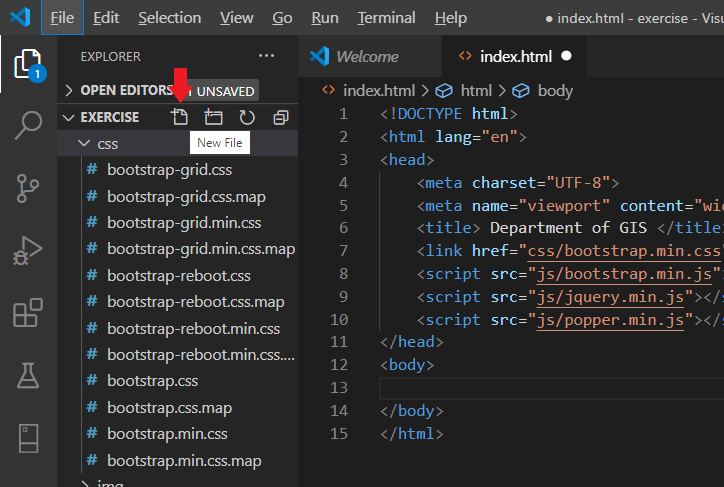 File Edit Selection View Go Run Terminal Help ● index.html - exercise - Visu
EXPLORER ···
Welcome
<> index.html ●
1
> OPEN EDITORS 1 UNSAVED
<> index.html > html > body
EXERCISE
New File
css
# bootstrap-grid.css
# bootstrap-grid.css.map
# bootstrap-grid.min.css
# bootstrap-grid.min.css.map
# bootstrap-reboot.css
# bootstrap-reboot.css.map
# bootstrap-reboot.min.css
# bootstrap-reboot.min.css....
# bootstrap.css
# bootstrap.css.map
# bootstrap.min.css
# bootstrap.min.css.map
> img
1 <!DOCTYPE html>
2 <html lang="en">
3 <head>
4 <meta charset="UTF-8">
5 <meta name="viewport" content="wid
6 <title> Department of GIS </title>
7 <link href="css/bootstrap.min.css"
8 <script src="js/bootstrap.min.js"
9 <script src="js/jquery.min.js"></s
10 <script src="js/popper.min.js"></s
11 </head>
12 <body>
13
14 </body>
15 </html>